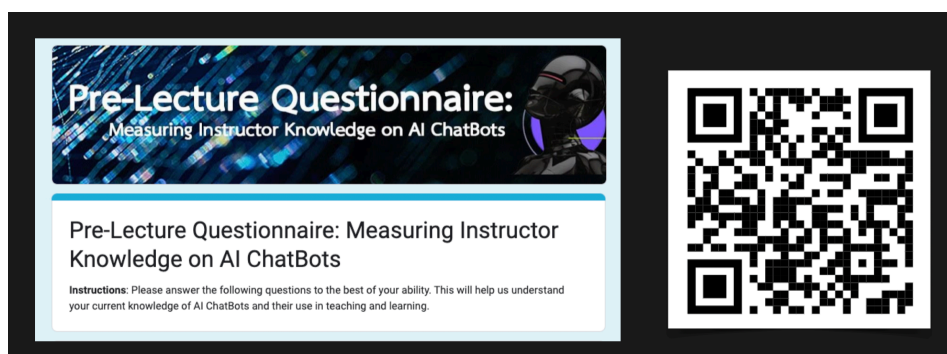 Pre-Lecture Questionnaire:
Measuring Instructor Knowledge on AI ChatBots
Pre-Lecture Questionnaire: Measuring Instructor
Knowledge on AI ChatBots
Instructions: Please answer the following questions to the best of your ability. This will help us understand
your current knowledge of AI ChatBots and their use in teaching and learning.